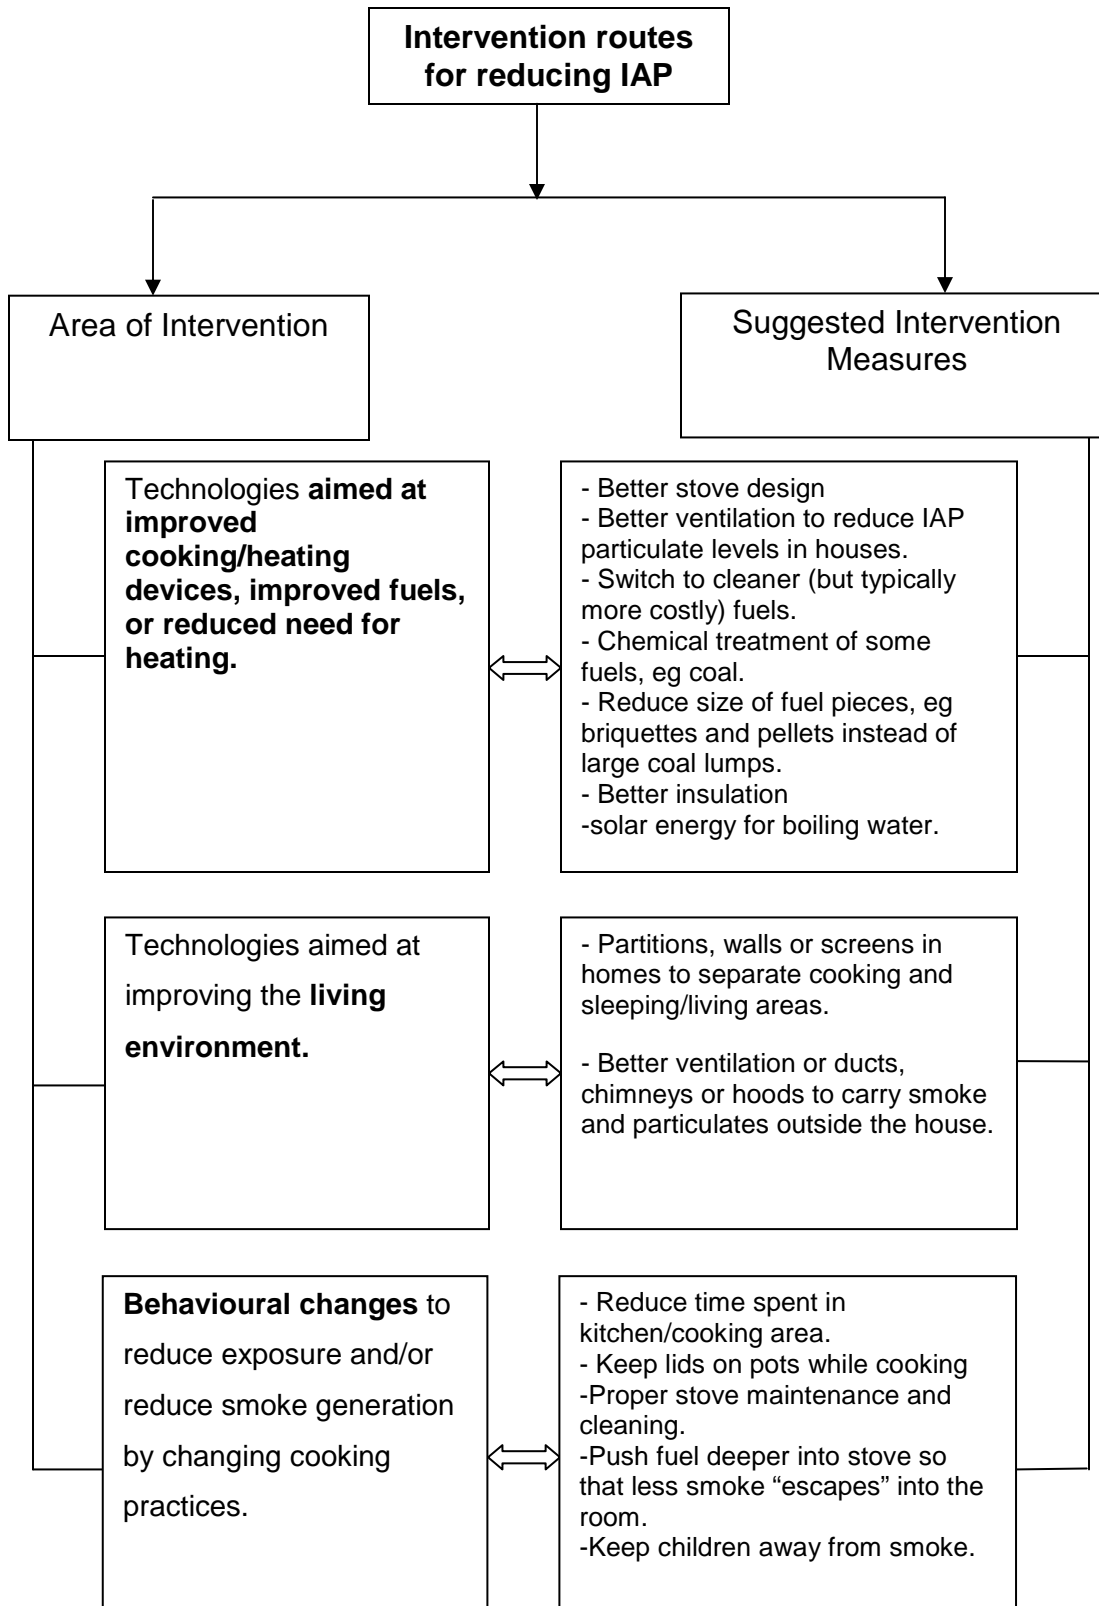 Intervention routes
for reducing IAP
Area of Intervention
Suggested Intervention
Measures
Technologies aimed at
improved
cooking/heating
devices, improved fuels,
or reduced need for
heating.
- Better stove design
- Better ventilation to reduce IAP
particulate levels in houses.
- Switch to cleaner (but typically
more costly) fuels.
- Chemical treatment of some
fuels, eg coal.
- Reduce size of fuel pieces, eg
briquettes and pellets instead of
large coal lumps.
- Better insulation
-solar energy for boiling water.
Technologies aimed at
improving the living
environment.
- Partitions, walls or screens in
homes to separate cooking and
sleeping/living areas.
- Better ventilation or ducts,
chimneys or hoods to carry smoke
and particulates outside the house.
Behavioural changes to
reduce exposure and/or
reduce smoke generation
by changing cooking
practices.
- Reduce time spent in
kitchen/cooking area.
- Keep lids on pots while cooking
-Proper stove maintenance and
cleaning.
-Push fuel deeper into stove so
that less smoke “escapes” into the
room.
-Keep children away from smoke.